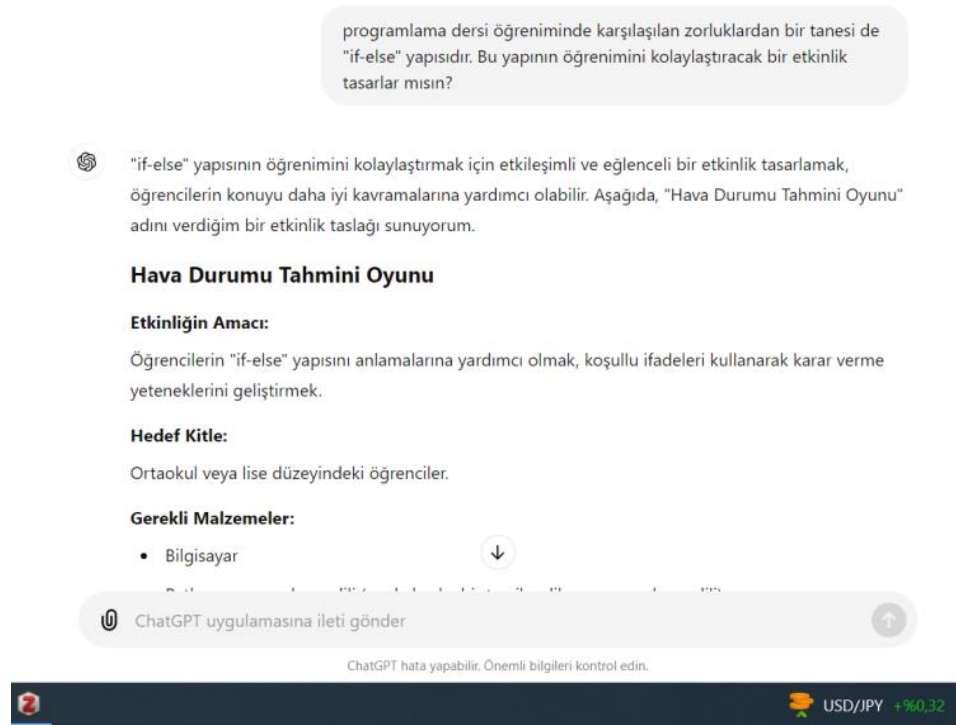 programlama dersi öğreniminde karşılaşılan zorluklardan bir tanesi de
"if-else" yapısıdır. Bu yapının öğrenimini kolaylaştıracak bir etkinlik
tasarlar mısın?
"if-else" yapısının öğrenimini kolaylaştırmak için etkileşimli ve eğlenceli bir etkinlik tasarlamak,
öğrencilerin konuyu daha iyi kavramalarına yardımcı olabilir. Aşağıda, "Hava Durumu Tahmini Oyunu"
adını verdiğim bir etkinlik taslağı sunuyorum.
Hava Durumu Tahmini Oyunu
Etkinliğin Amacı:
Öğrencilerin "if-else" yapısını anlamalarına yardımcı olmak, koşullu ifadeleri kullanarak karar verme
yeteneklerini geliştirmek.
Hedef Kitle:
Ortaokul veya lise düzeyindeki öğrenciler.
Gerekli Malzemeler:
• Bilgisayar
ChatGPT uygulamasına ileti gönder
ChatGPT hata yapabilir. Önemli bilgileri kontrol edin.
Z USD/JPY +%0,32